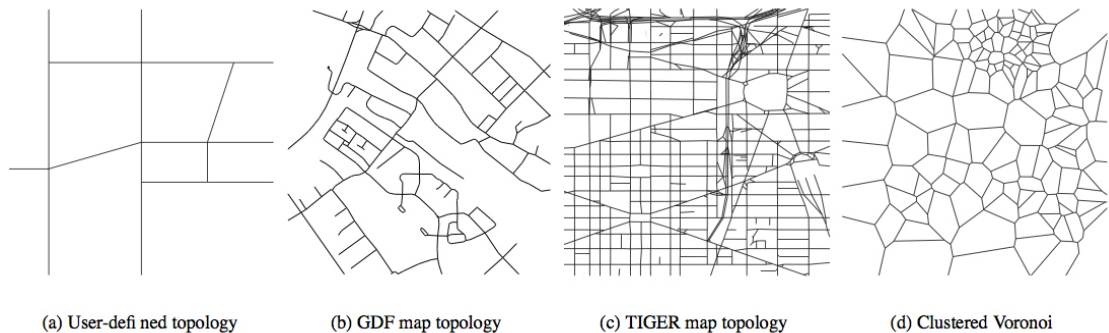 (a) User-defi ned topology
(b) GDF map topology
(c) TIGER map topology
(d) Clustered Voronoi